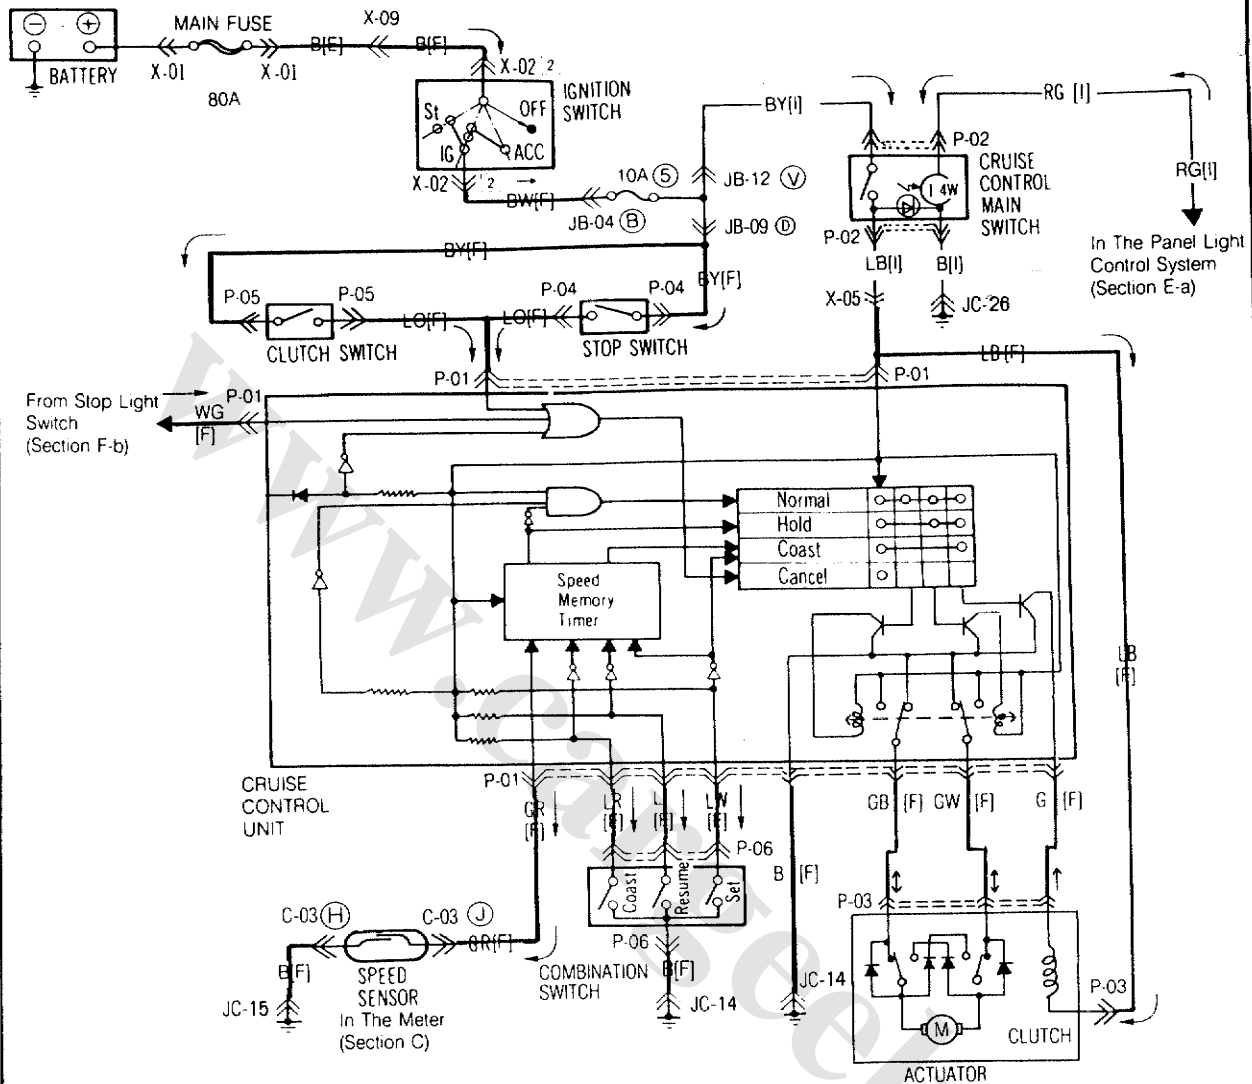 MAIN FUSE
X-09
BATTERY
X-01
X-01
B[E]
B[F]
80A
X-02
2
IGNITION
SWITCH
St
OFF
IG
ACC
X-02
2
BW[F]
10A
5
JB-04
B
JB-12
V
JB-09
D
BY[I]
RG [I]
P-02
CRUISE
CONTROL
MAIN
SWITCH
I 4W
RG[I]
P-02
LB[I]
B[I]
X-05
JC-26
In The Panel Light
Control System
(Section E-a)
BY[F]
BY[F]
P-05
P-05
P-04
P-04
LO[F]
LO[F]
CLUTCH SWITCH
STOP SWITCH
LB[F]
P-01
P-01
From Stop Light
Switch
(Section F-b)
WG
[F]
P-01
Normal
Hold
Coast
Cancel
Speed
Memory
Timer
LB
[F]
CRUISE
CONTROL
UNIT
P-01
GR
[F]
LR
[F]
L
[F]
LW
[F]
GB
[F]
GW
[F]
G
[F]
P-06
Coast
Resume
Set
B
[F]
P-03
C-03
H
C-03
J
GR[F]
P-06
B[F]
COMBINATION
SWITCH
JC-14
JC-14
B[F]
JC-15
SPEED
SENSOR
In The Meter
(Section C)
M
CLUTCH
P-03
ACTUATOR
www.cargeek